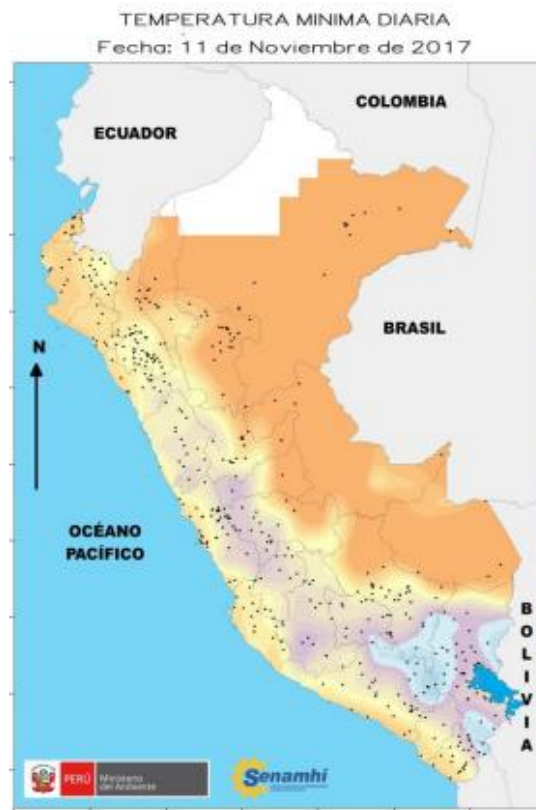 TEMPERATURA MINIMA DIARIA
Fecha: 11 de Noviembre de 2017
COLOMBIA
ECUADOR
BRASIL
N
OCÉANO
PACÍFICO
BOLIVIA
PERÚ
Ministerio
del Ambiente
Senamhi